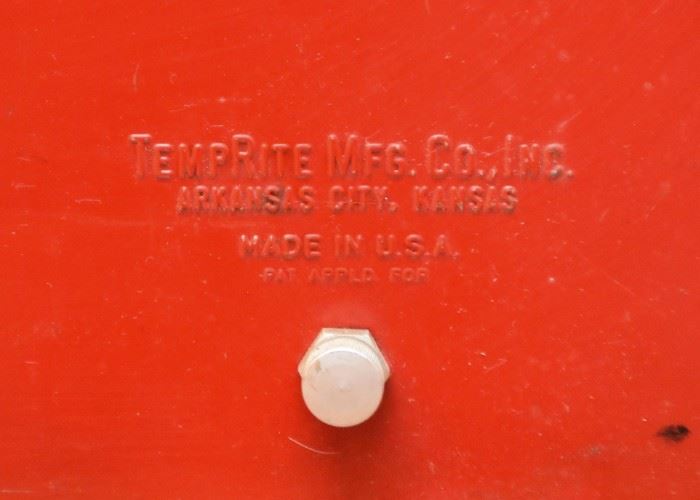 TEMPRITE MFG. CO., INC.
ARKANSAS CITY, KANSAS
MADE IN U.S.A.
PAT. APPLD. FOR